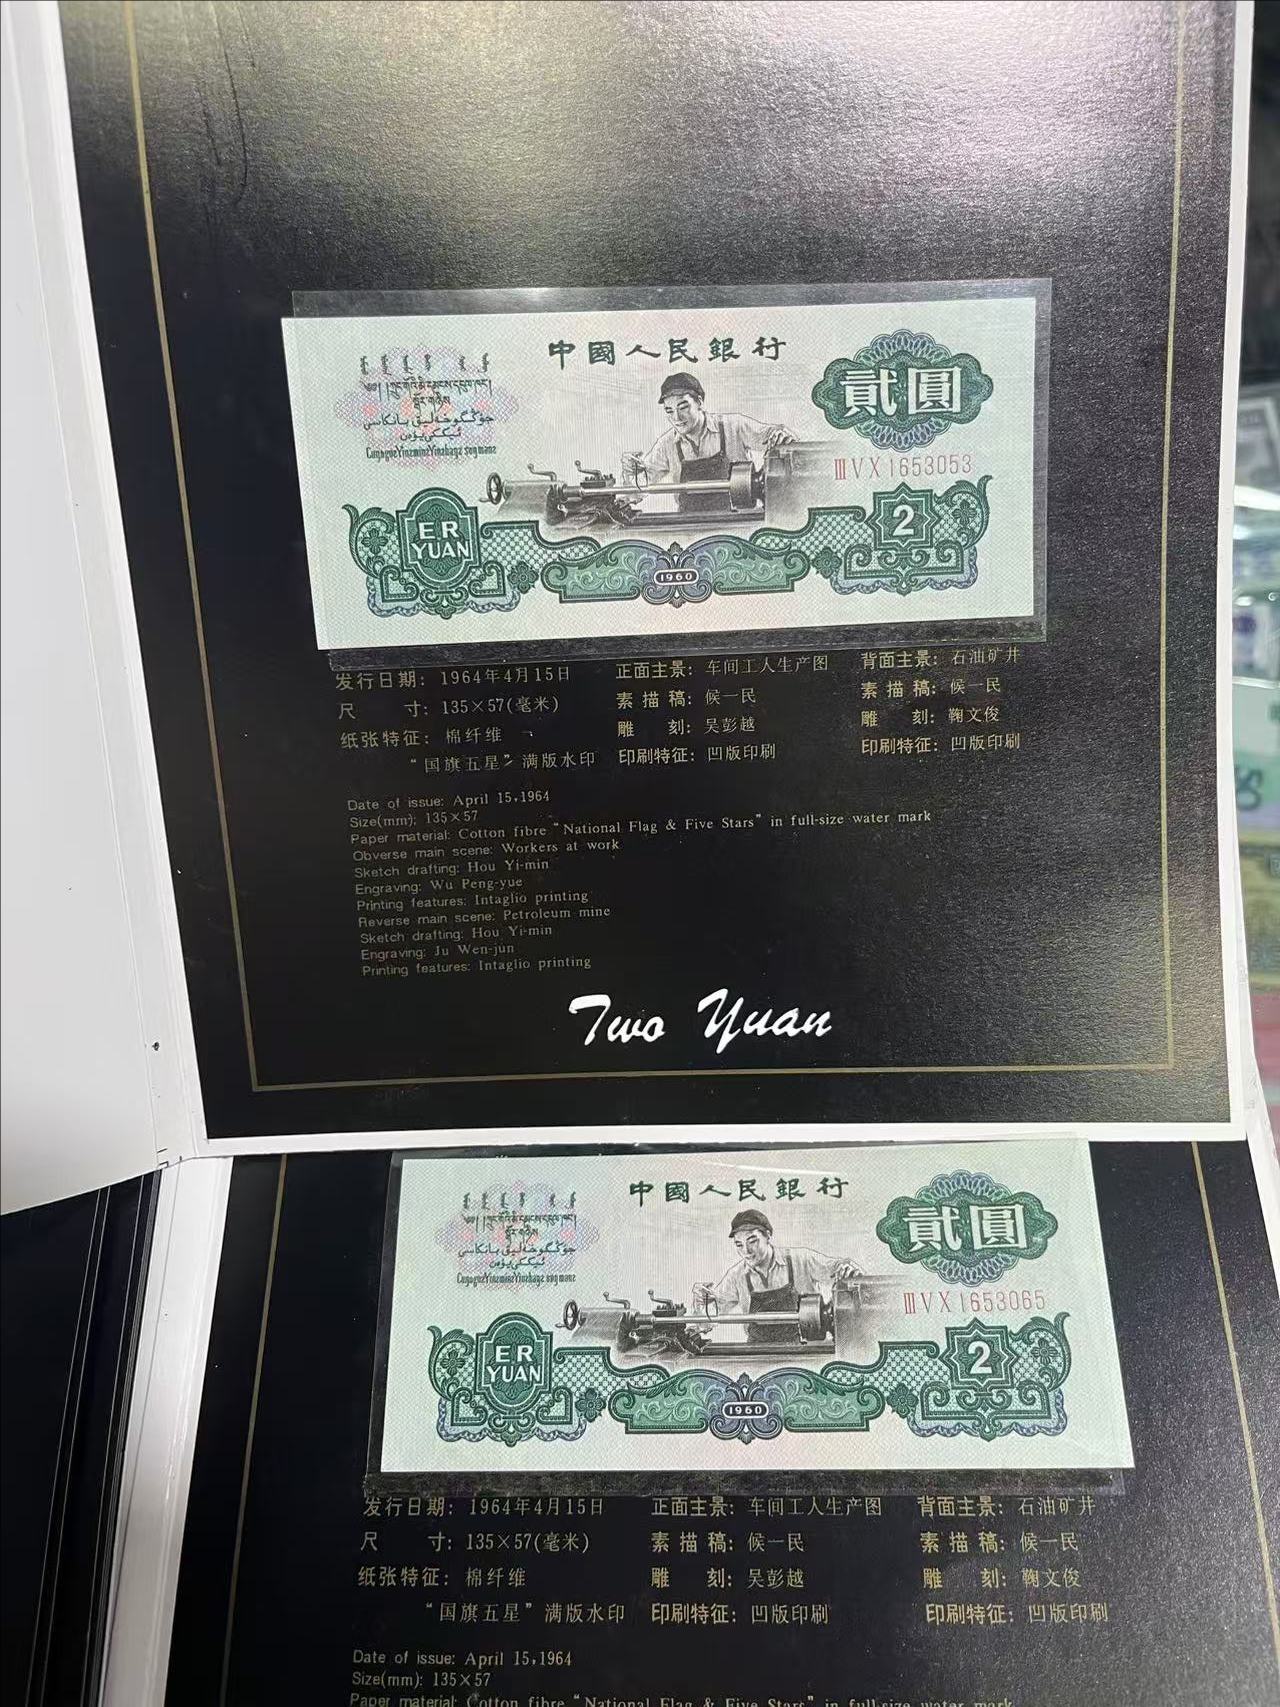 中國人民銀行
貳圓
ⅢⅤⅩ1653053
ER
YUAN
2
1960
发行日期: 1964年4月15日
尺 寸: 135×57(毫米)
纸张特征: 棉纤维
“国旗五星”满版水印
正面主景: 车间工人生产图
素描稿: 候一民
雕 刻: 吴彭越
印刷特征: 凹版印刷
背面主景: 石油矿井
素描稿: 候一民
雕 刻: 鞠文俊
印刷特征: 凹版印刷
Date of issue: April 15,1964
Size(mm): 135×57
Paper material: Cotton fibre “National Flag & Five Stars” in full-size water mark
Obverse main scene: Workers at work
Sketch drafting: Hou Yi-min
Engraving: Wu Peng-yue
Printing features: Intaglio printing
Reverse main scene: Petroleum mine
Sketch drafting: Hou Yi-min
Engraving: Ju Wen-jun
Printing features: Intaglio printing
Two Yuan
中國人民銀行
貳圓
ⅢⅤⅩ1653065
ER
YUAN
2
1960
发行日期: 1964年4月15日
尺 寸: 135×57(毫米)
纸张特征: 棉纤维
“国旗五星”满版水印
正面主景: 车间工人生产图
素描稿: 候一民
雕 刻: 吴彭越
印刷特征: 凹版印刷
背面主景: 石油矿井
素描稿: 候一民
雕 刻: 鞠文俊
印刷特征: 凹版印刷
Date of issue: April 15,1964
Size(mm): 135×57
Paper material: Cotton fibre “National Flag & Five Stars” in full-size water mark